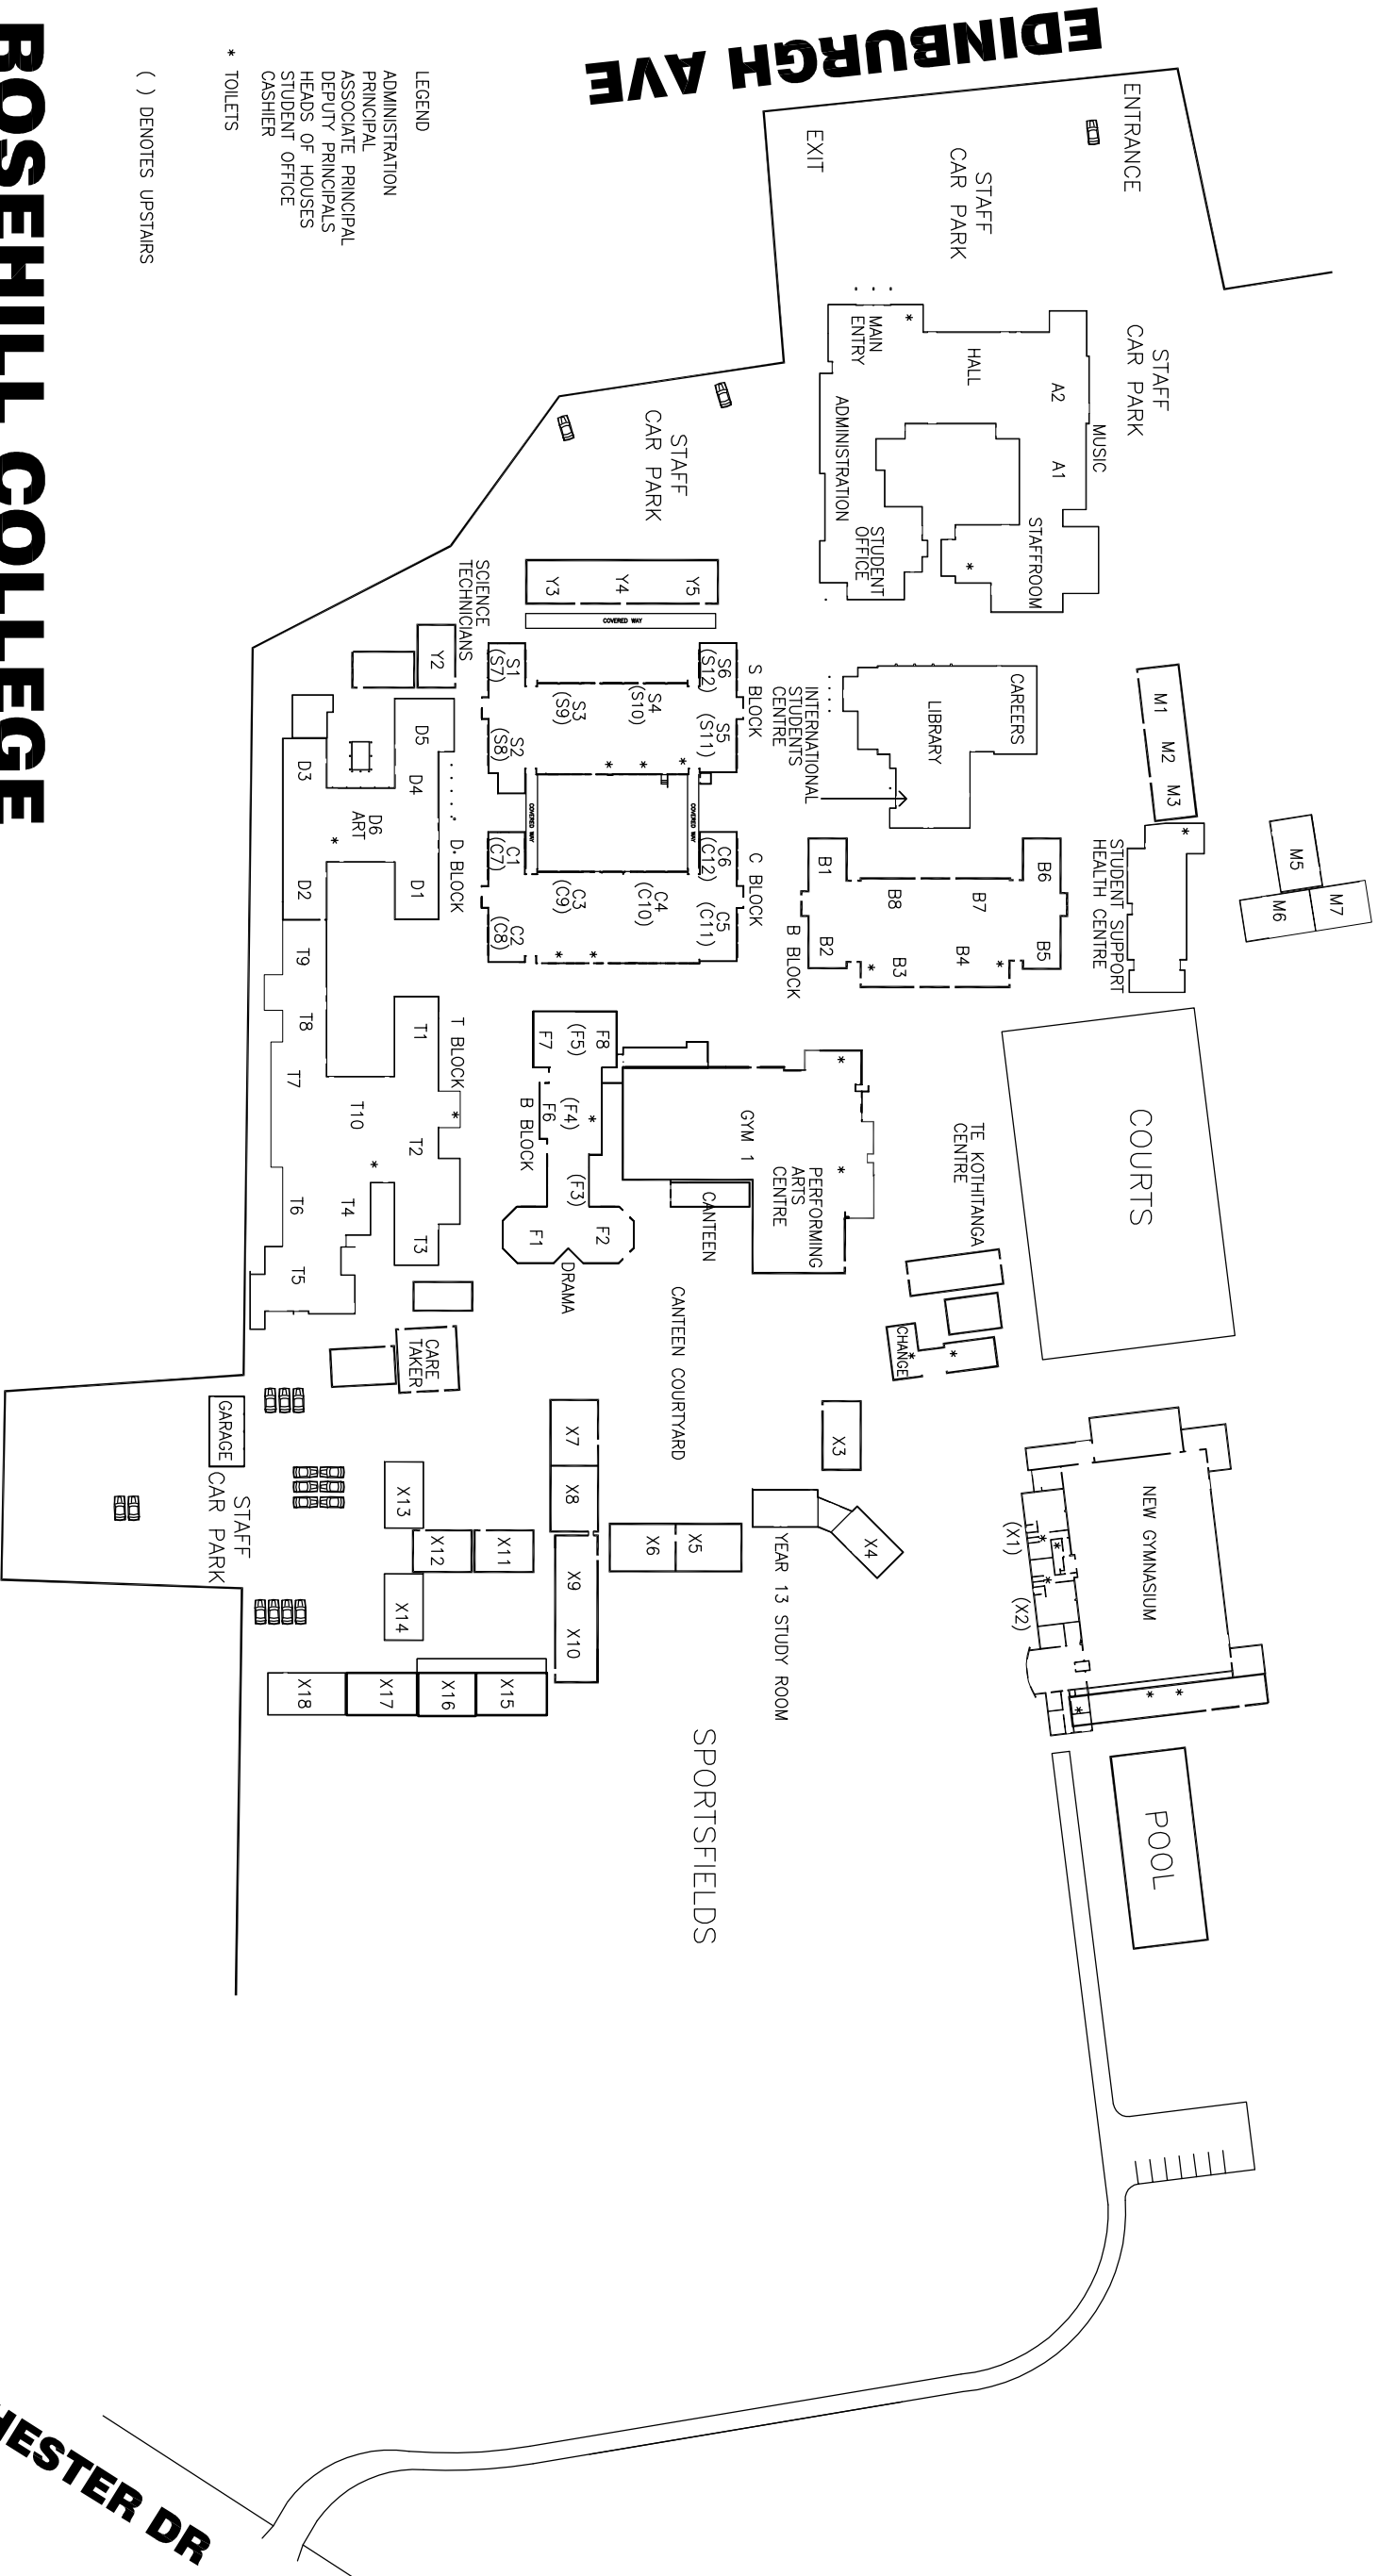 ROSEHILL COLLEGE
EDINBURGH AVE
LEGEND
ADMINISTRATION
PRINCIPAL
ASSOCIATE PRINCIPAL
DEPUTY PRINCIPALS
HEADS OF HOUSES
STUDENT OFFICE
CASHIER
* TOILETS
( ) DENOTES UPSTAIRS
ENTRANCE
EXIT
STAFF
CAR PARK
STAFF
CAR PARK
STAFF
CAR PARK
MAIN
ENTRY
*
HALL
A2
A1
MUSIC
ADMINISTRATION
STUDENT
OFFICE
STAFFROOM
*
Y5
Y4
Y3
COVERED WAY
SCIENCE
TECHNICIANS
Y2
S BLOCK
S6
(S12)
S5
(S11)
S4
(S10)
S3
(S9)
S1
(S7)
S2
(S8)
* * *
COVERED WAY
COVERED WAY
INTERNATIONAL
STUDENTS
CENTRE
CAREERS
LIBRARY
M1
M2
M3
M5
M6
M7
STUDENT SUPPORT
HEALTH CENTRE
*
C BLOCK
C6
(C12)
C5
(C11)
C4
(C10)
C3
(C9)
C1
(C7)
C2
(C8)
* *
B1
B2
B8
B7
B6
B5
B4
B3
* *
B BLOCK
D5
D4
D3
D6
ART
*
D2
D1
D. BLOCK
T9
T8
T7
T1
T BLOCK
*
T10
T2
*
T6
T4
T3
T5
F8
(F5)
F7
(F4)
F6
*
B BLOCK
(F3)
F2
F1
DRAMA
GYM 1
* *
PERFORMING
ARTS
CENTRE
CANTEEN
CANTEEN COURTYARD
TE KOTHITANGA
CENTRE
COURTS
CHANGE
* *
CARE
TAKER
GARAGE
STAFF
CAR PARK
X3
X4
YEAR 13 STUDY ROOM
X5
X6
X7
X8
X9
X10
X11
X12
X13
X14
X15
X16
X17
X18
NEW GYMNASIUM
(X1)
(X2)
* * *
* * *
POOL
SPORTSFIELDS
HESTER DR